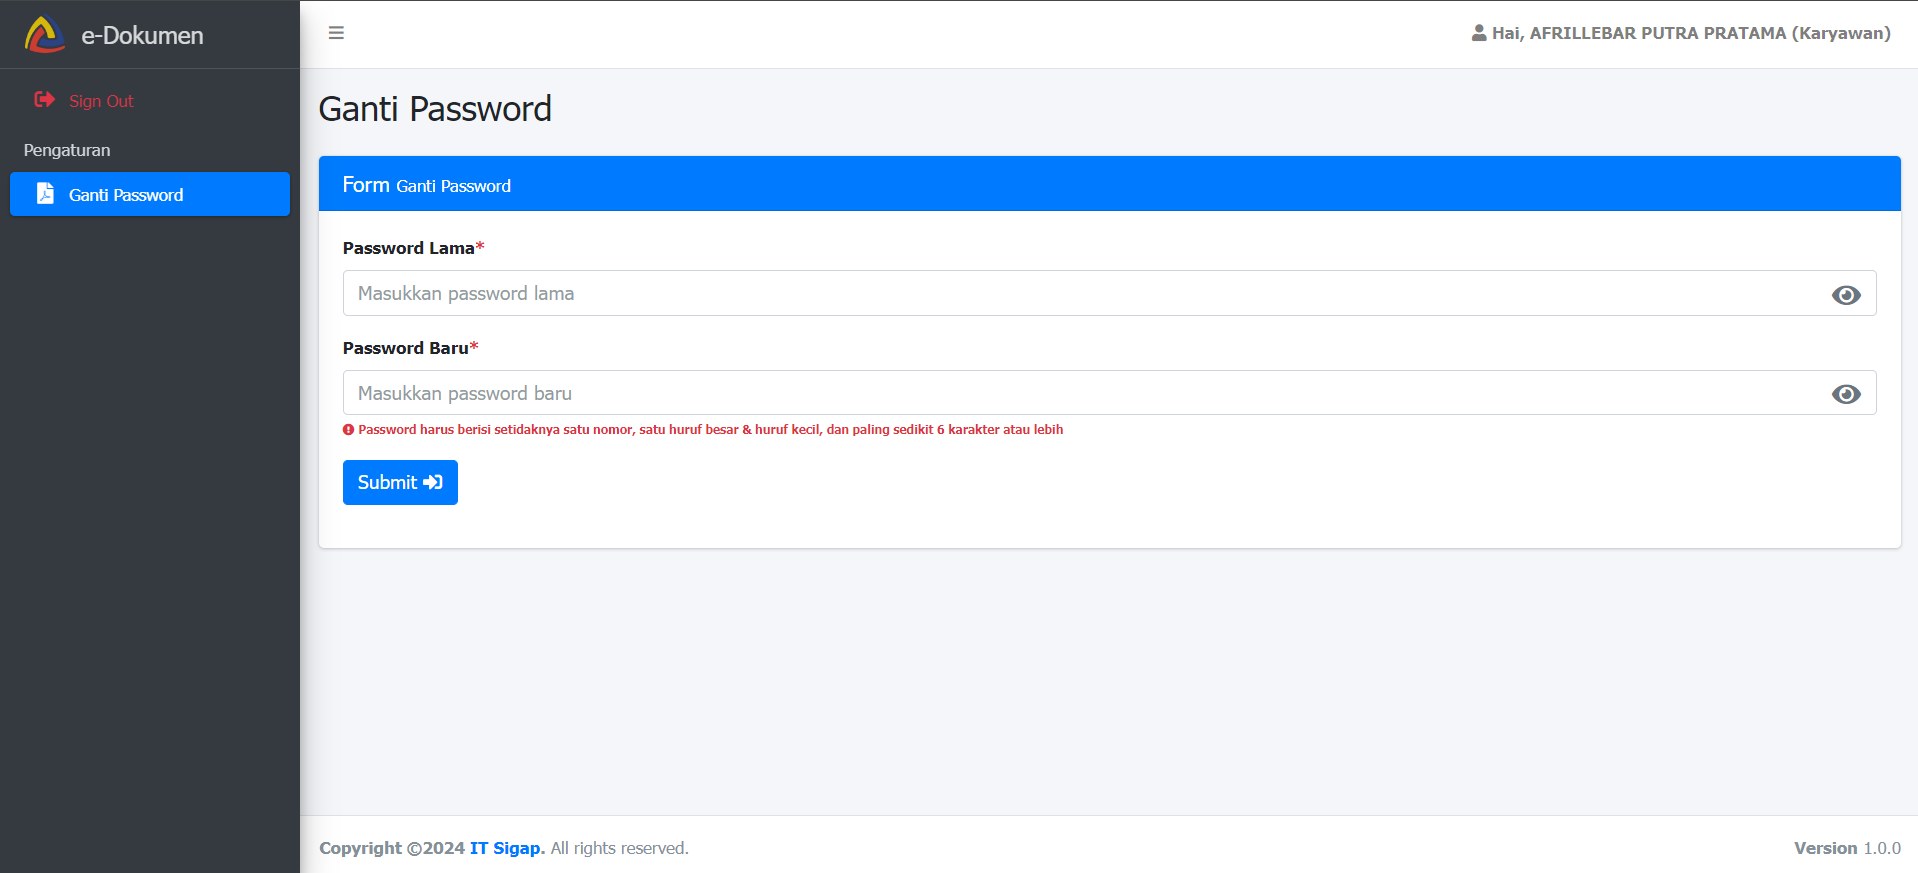 e-Dokumen
Hai, AFRILLEBAR PUTRA PRATAMA (Karyawan)
Sign Out
Pengaturan
Ganti Password
Ganti Password
Form Ganti Password
Password Lama*
Masukkan password lama
Password Baru*
Masukkan password baru
Password harus berisi setidaknya satu nomor, satu huruf besar & huruf kecil, dan paling sedikit 6 karakter atau lebih
Submit
Copyright ©2024 IT Sigap. All rights reserved.
Version 1.0.0